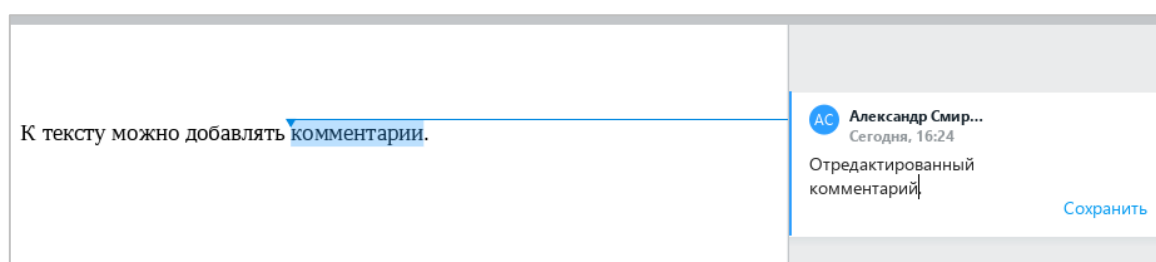 К тексту можно добавлять комментарии.
АС
Александр Смир...
Сегодня, 16:24
Отредактированный
комментарий.
Сохранить